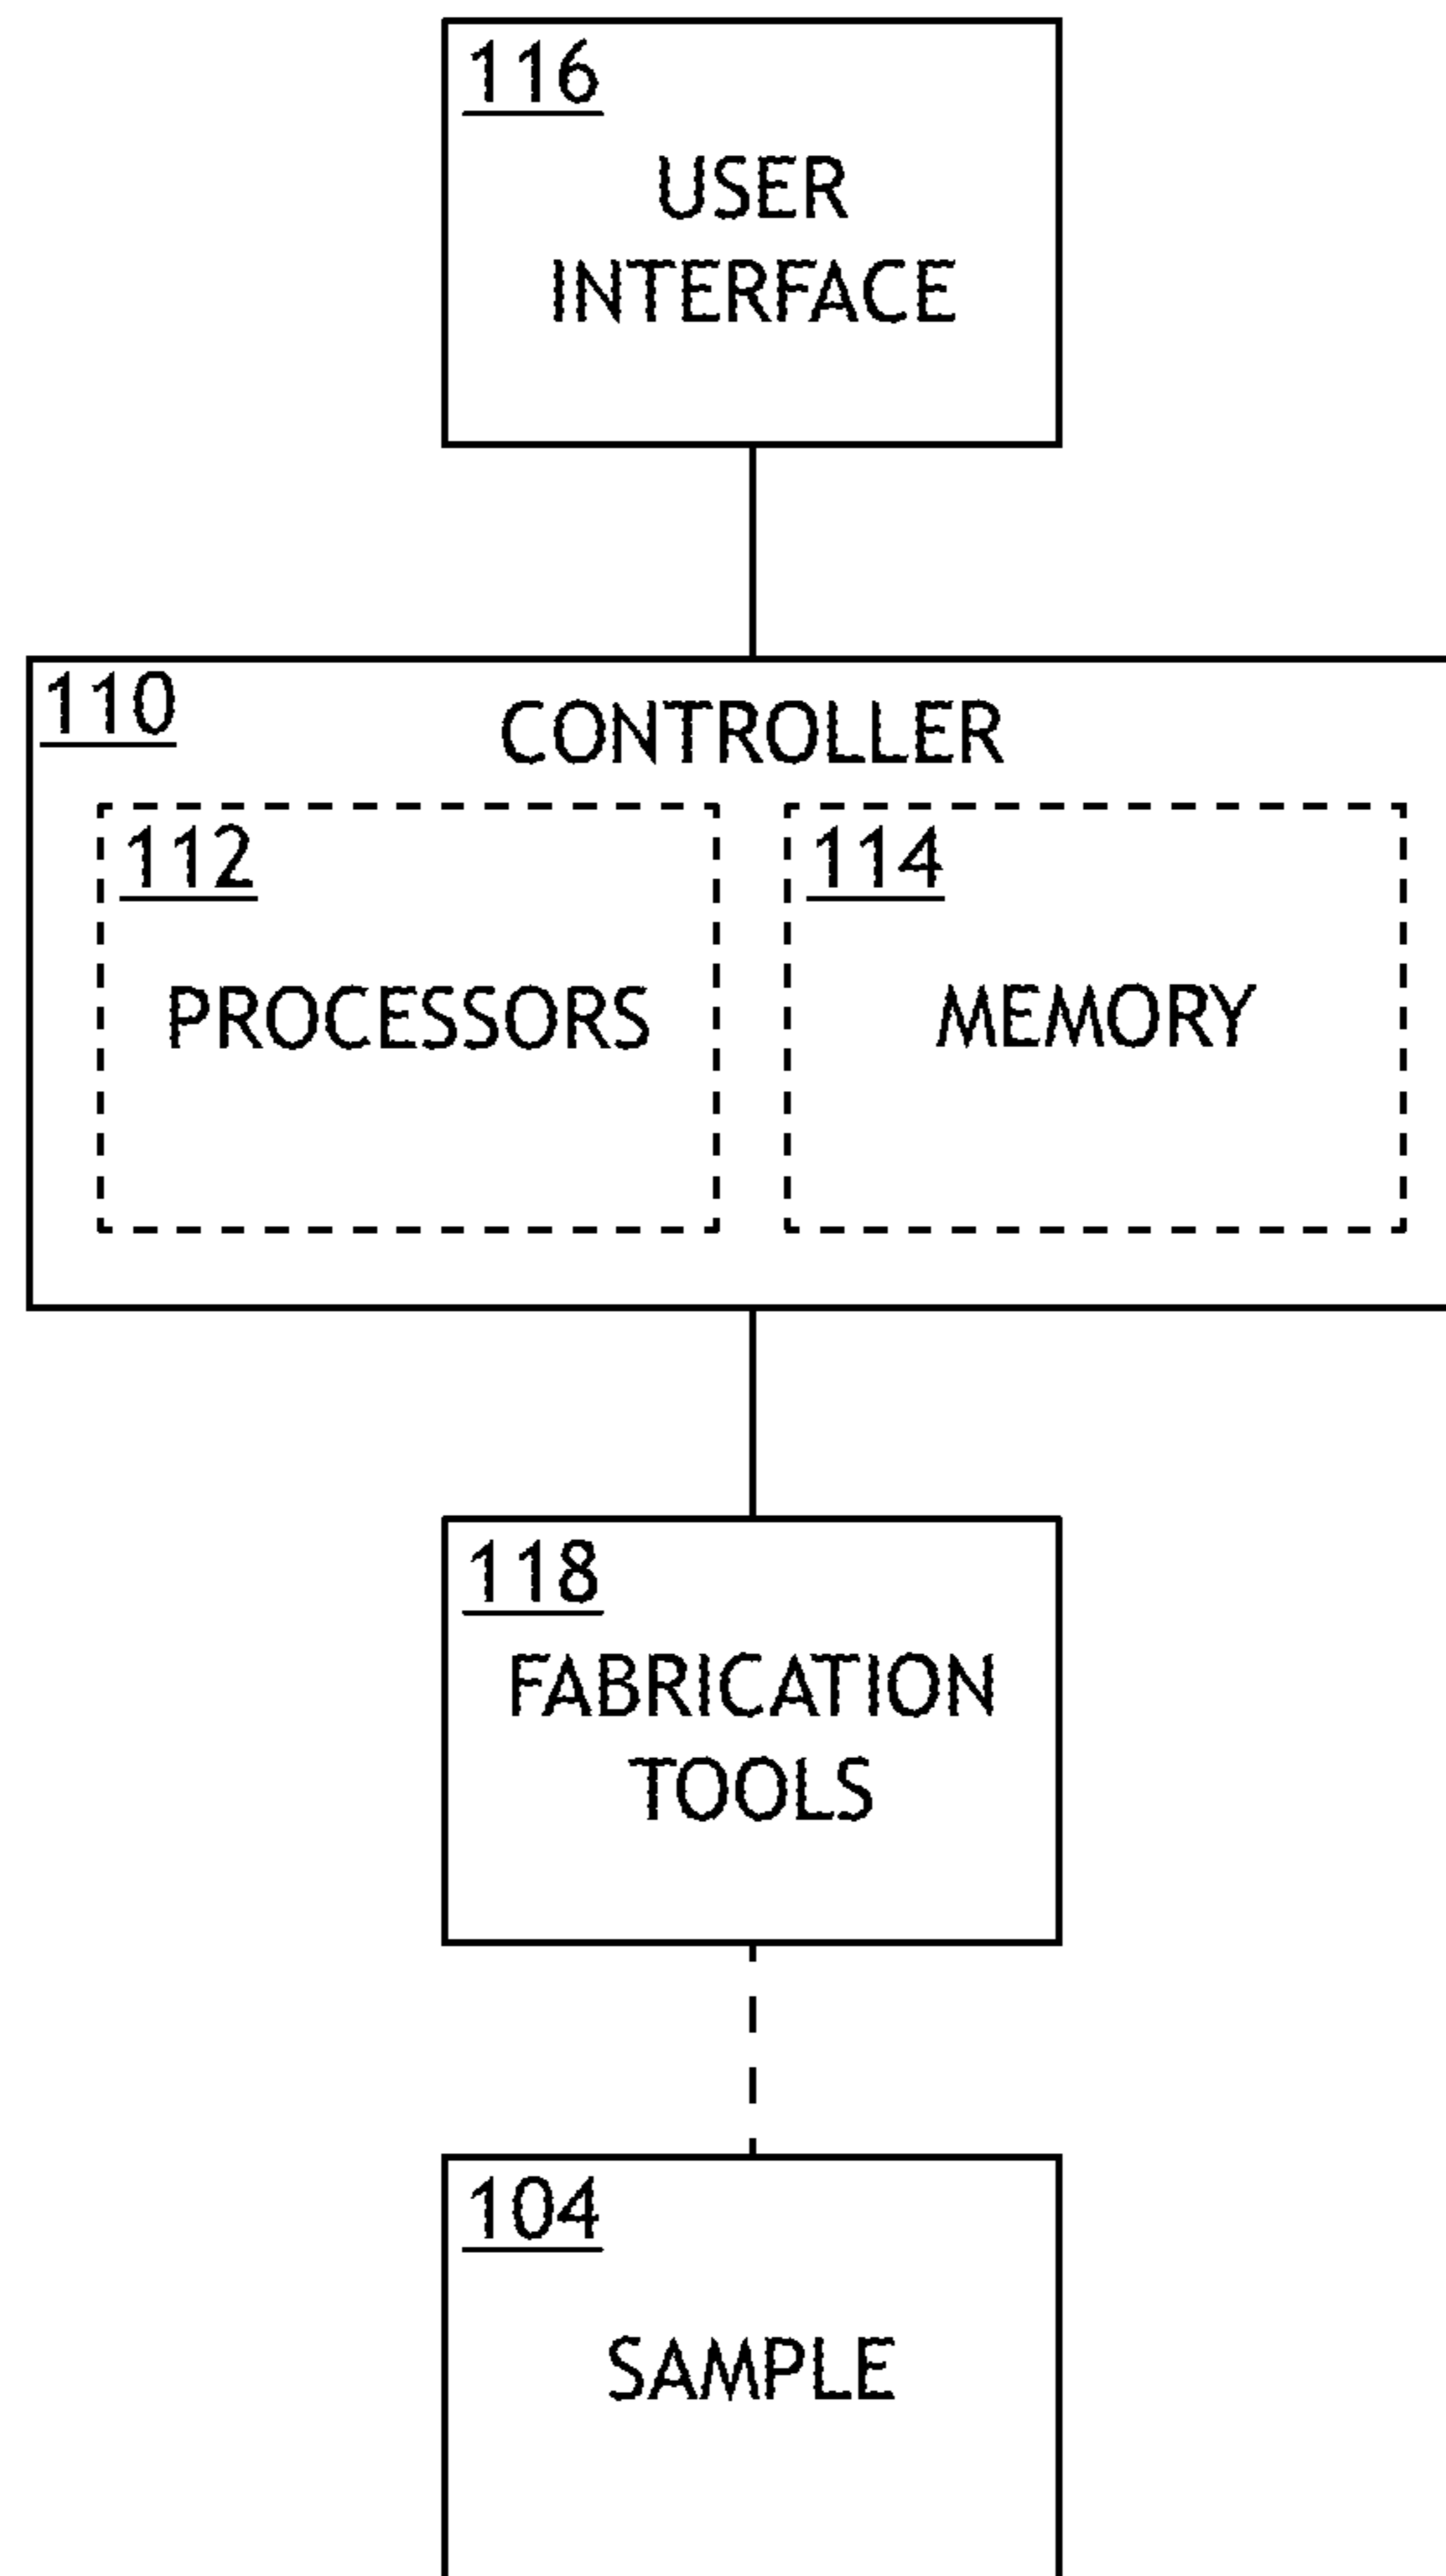 116
USER
INTERFACE
110
CONTROLLER
112
114
PROCESSORS
MEMORY
118
FABRICATION
TOOLS
104
SAMPLE